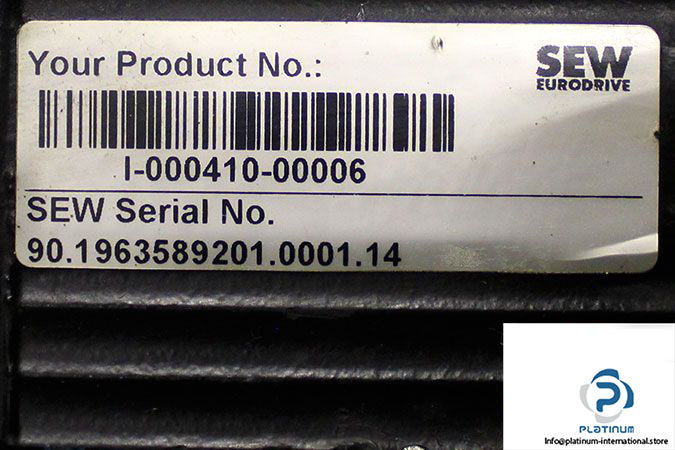 Your Product No.:
SEW
EURODRIVE
I-000410-00006
SEW Serial No.
90.1963589201.0001.14
PLATINUM
Info@platinum-international.store